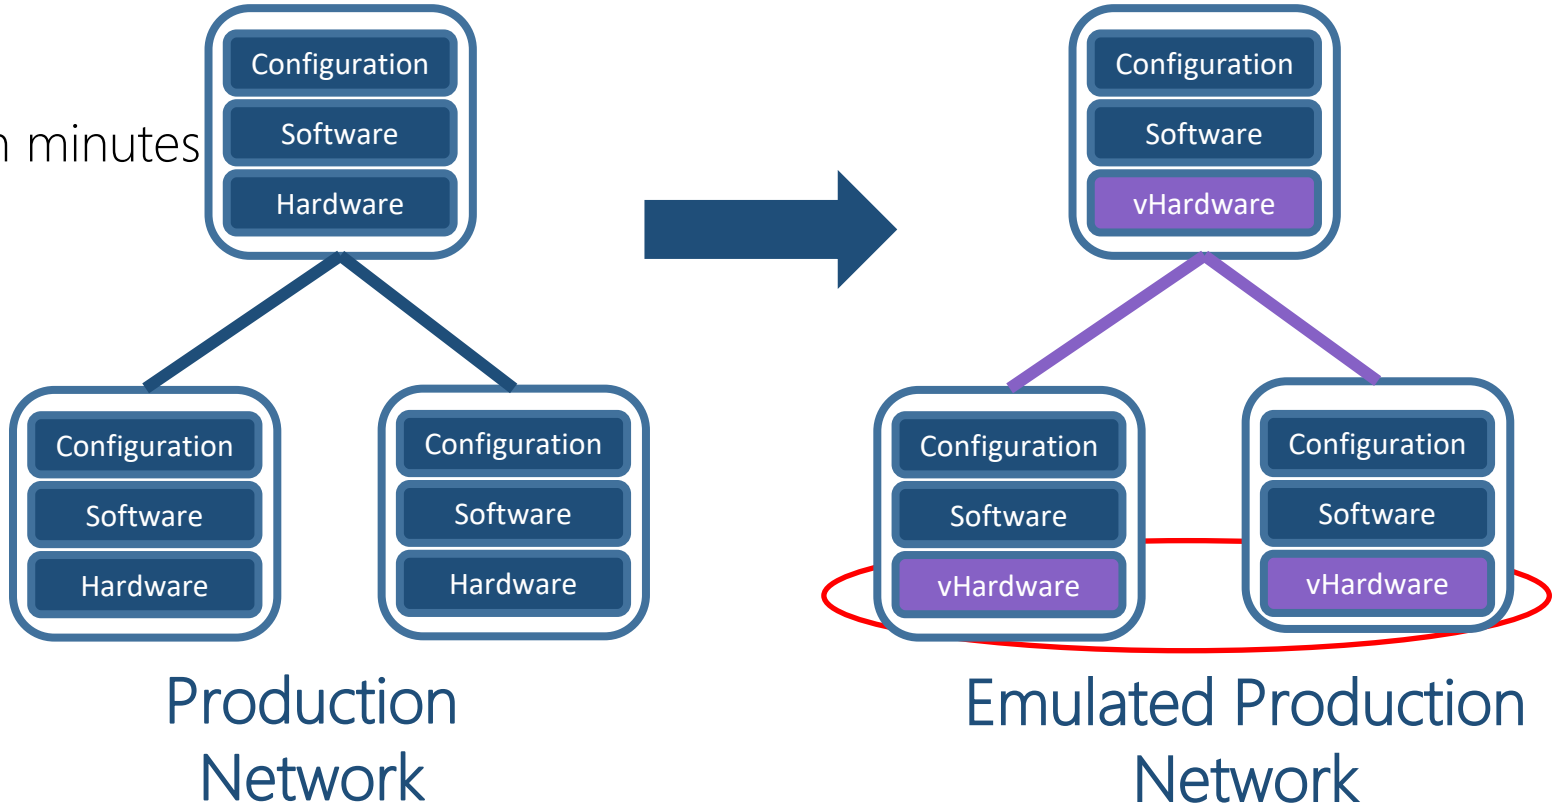 Configuration
Software
Hardware
minutes
Configuration
Software
Hardware
Configuration
Software
Hardware
Production
Network
Configuration
Software
vHardware
Configuration
Software
vHardware
Configuration
Software
vHardware
Emulated Production
Network